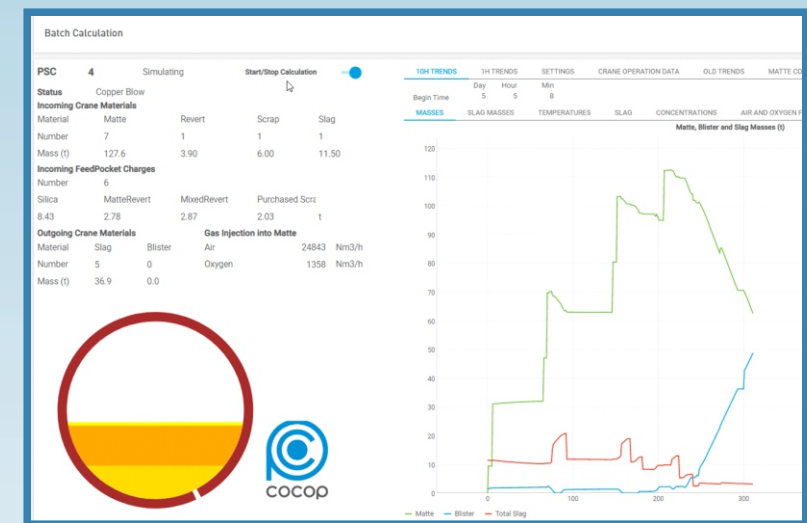 Batch Calculation
PSC 4 Simulating Start/Stop Calculation
Status Copper Blow
Incoming Crane Materials
Material Matte Revert Scrap Slag
Number 7 1 1 1
Mass (t) 127.6 3.90 6.00 11.50
Incoming FeedPocket Charges
Number 6
Silica MatteRevert MixedRevert Purchased Scra
8.43 2.78 2.87 2.03 t
Outgoing Crane Materials Gas Injection into Matte
Material Slag Blister Air 24843 Nm3/h
Number 5 0 Oxygen 1358 Nm3/h
Mass (t) 36.9 0.0
cocop
10H TRENDS 1H TRENDS SETTINGS CRANE OPERATION DATA OLD TRENDS MATTE CO
Day Hour Min
Begin Time 5 5 8
MASSES SLAG MASSES TEMPERATURES SLAG CONCENTRATIONS AIR AND OXYGEN F
Matte, Blister and Slag Masses (t)
120
110
100
90
80
70
60
50
40
30
20
10
0
0 100 200 300
Matte Blister Total Slag